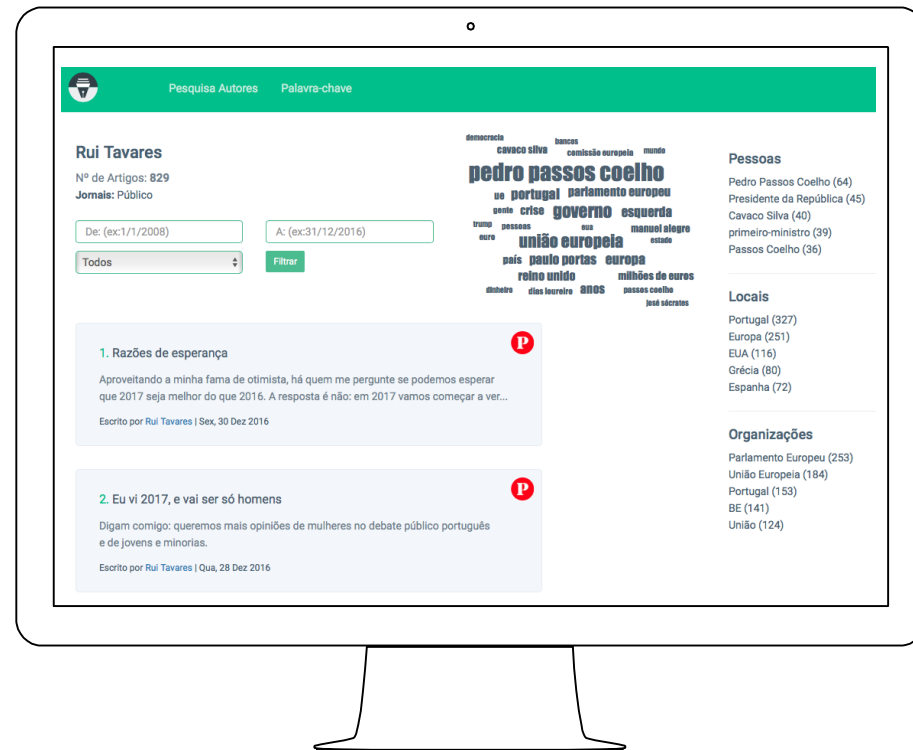 Pesquisa Autores Palavra-chave
Rui Tavares
Nº de Artigos: 829
Jornais: Público
De: (ex:1/1/2008) A: (ex:31/12/2016)
Todos Filtrar
democracia
bancos
cavaco silva comissão europeia mundo
pedro passos coelho
ue portugal parlamento europeu
gente crise governo esquerda
trump pessoas eua manuel alegre
euro união europeia estado
país paulo portas europa
reino unido milhões de euros
dinheiro dias loureiro anos passos coelho
josé sócrates
1. Razões de esperança
P
Aproveitando a minha fama de otimista, há quem me pergunte se podemos esperar
que 2017 seja melhor do que 2016. A resposta é não: em 2017 vamos começar a ver...
Escrito por Rui Tavares | Sex, 30 Dez 2016
2. Eu vi 2017, e vai ser só homens
P
Digam comigo: queremos mais opiniões de mulheres no debate público português
e de jovens e minorias.
Escrito por Rui Tavares | Qua, 28 Dez 2016
Pessoas
Pedro Passos Coelho (64)
Presidente da República (45)
Cavaco Silva (40)
primeiro-ministro (39)
Passos Coelho (36)
Locais
Portugal (327)
Europa (251)
EUA (116)
Grécia (80)
Espanha (72)
Organizações
Parlamento Europeu (253)
União Europeia (184)
Portugal (153)
BE (141)
União (124)